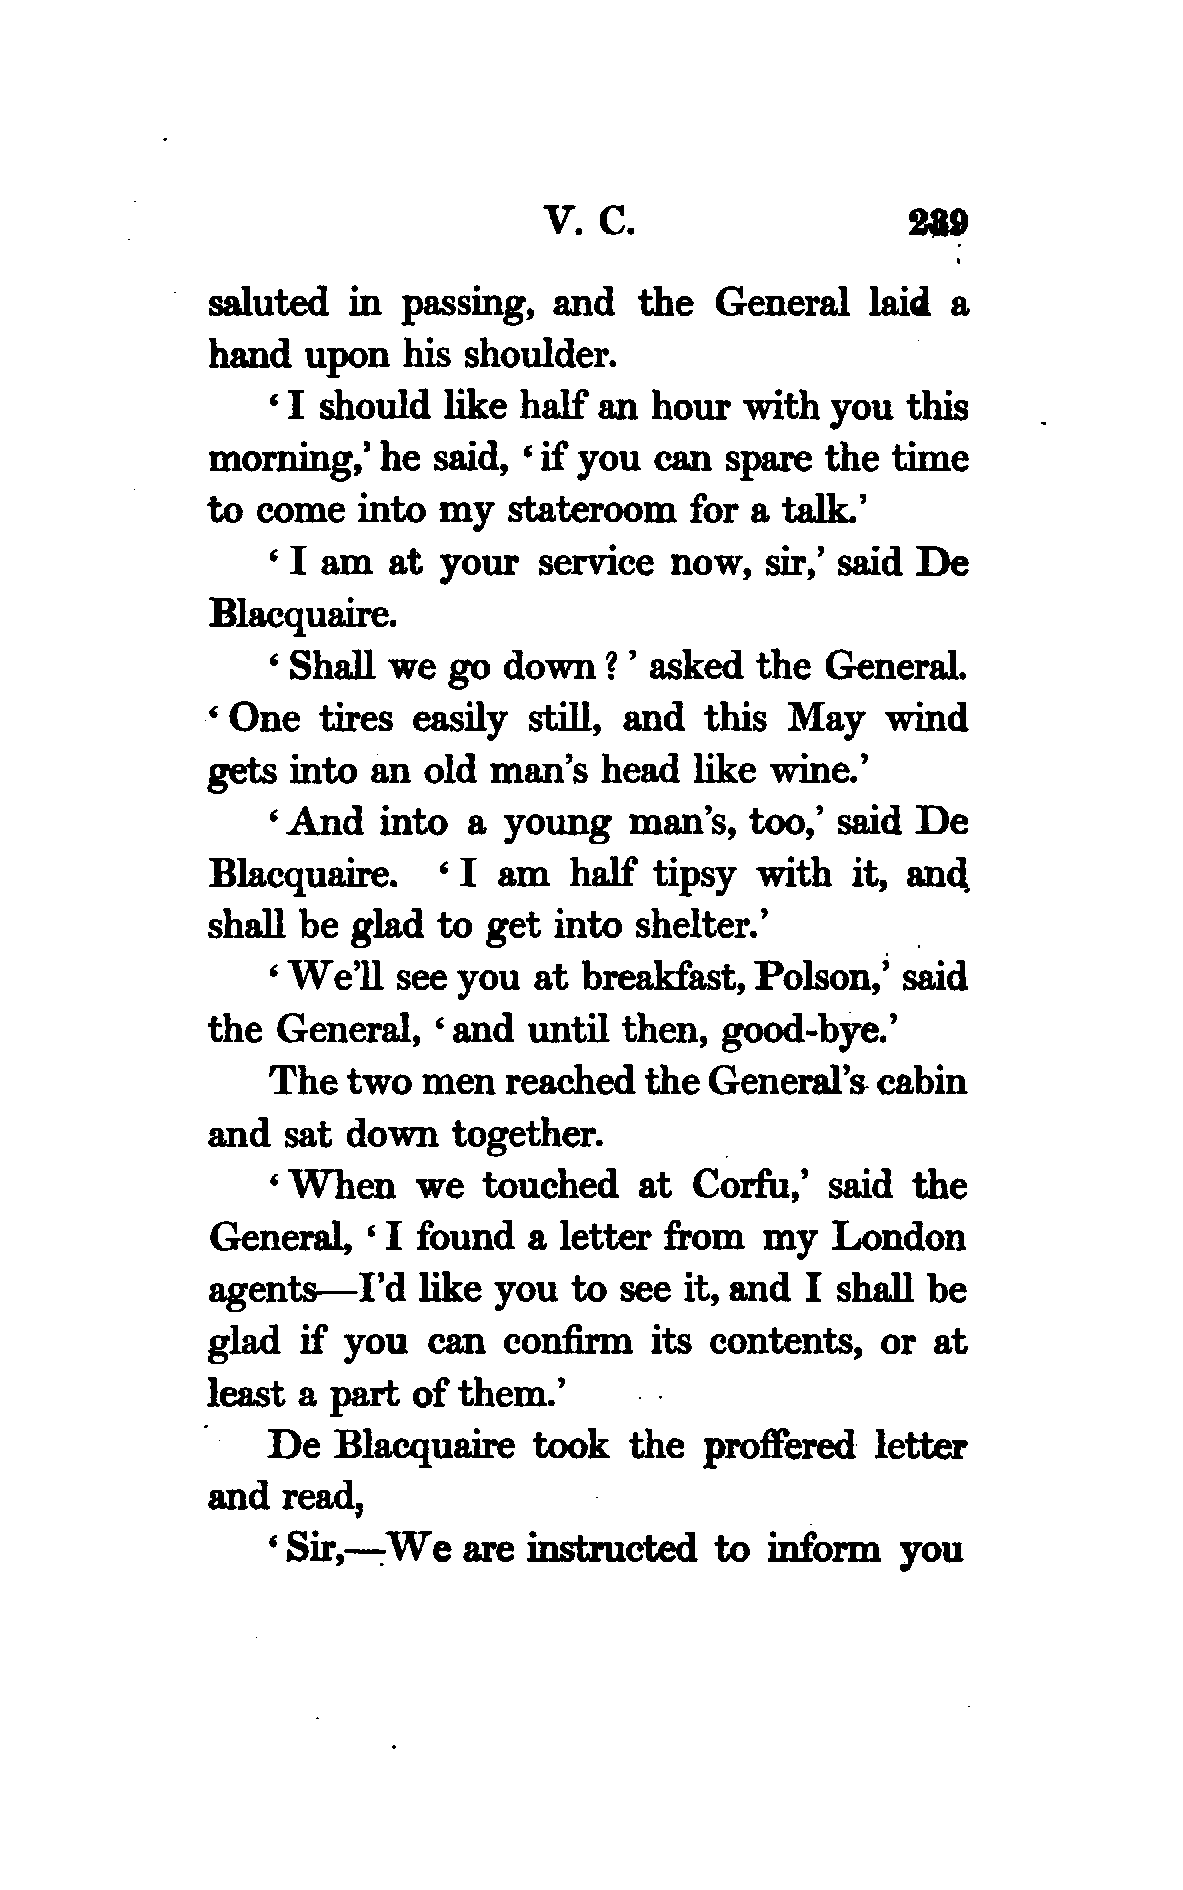 V. C. 239
saluted in passing, and the General laid a
hand upon his shoulder.
‘I should like half an hour with you this
morning,’ he said, ‘if you can spare the time
to come into my stateroom for a talk.’
‘I am at your service now, sir,’ said De
Blacquaire.
‘Shall we go down?’ asked the General.
‘One tires easily still, and this May wind
gets into an old man’s head like wine.’
‘And into a young man’s, too,’ said De
Blacquaire. ‘I am half tipsy with it, and
shall be glad to get into shelter.’
‘We’ll see you at breakfast, Polson,’ said
the General, ‘and until then, good-bye.’
The two men reached the General’s cabin
and sat down together.
‘When we touched at Corfu,’ said the
General, ‘I found a letter from my London
agents—I’d like you to see it, and I shall be
glad if you can confirm its contents, or at
least a part of them.’
De Blacquaire took the proffered letter
and read,
‘Sir,—We are instructed to inform you